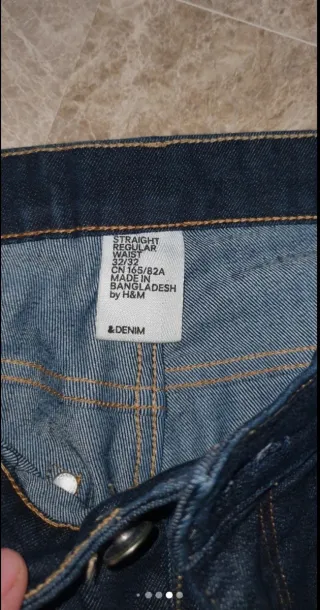 STRAIGHT
REGULAR
WAIST
32/32
CN 165/82A
MADE IN
BANGLADESH
by H&M
&DENIM